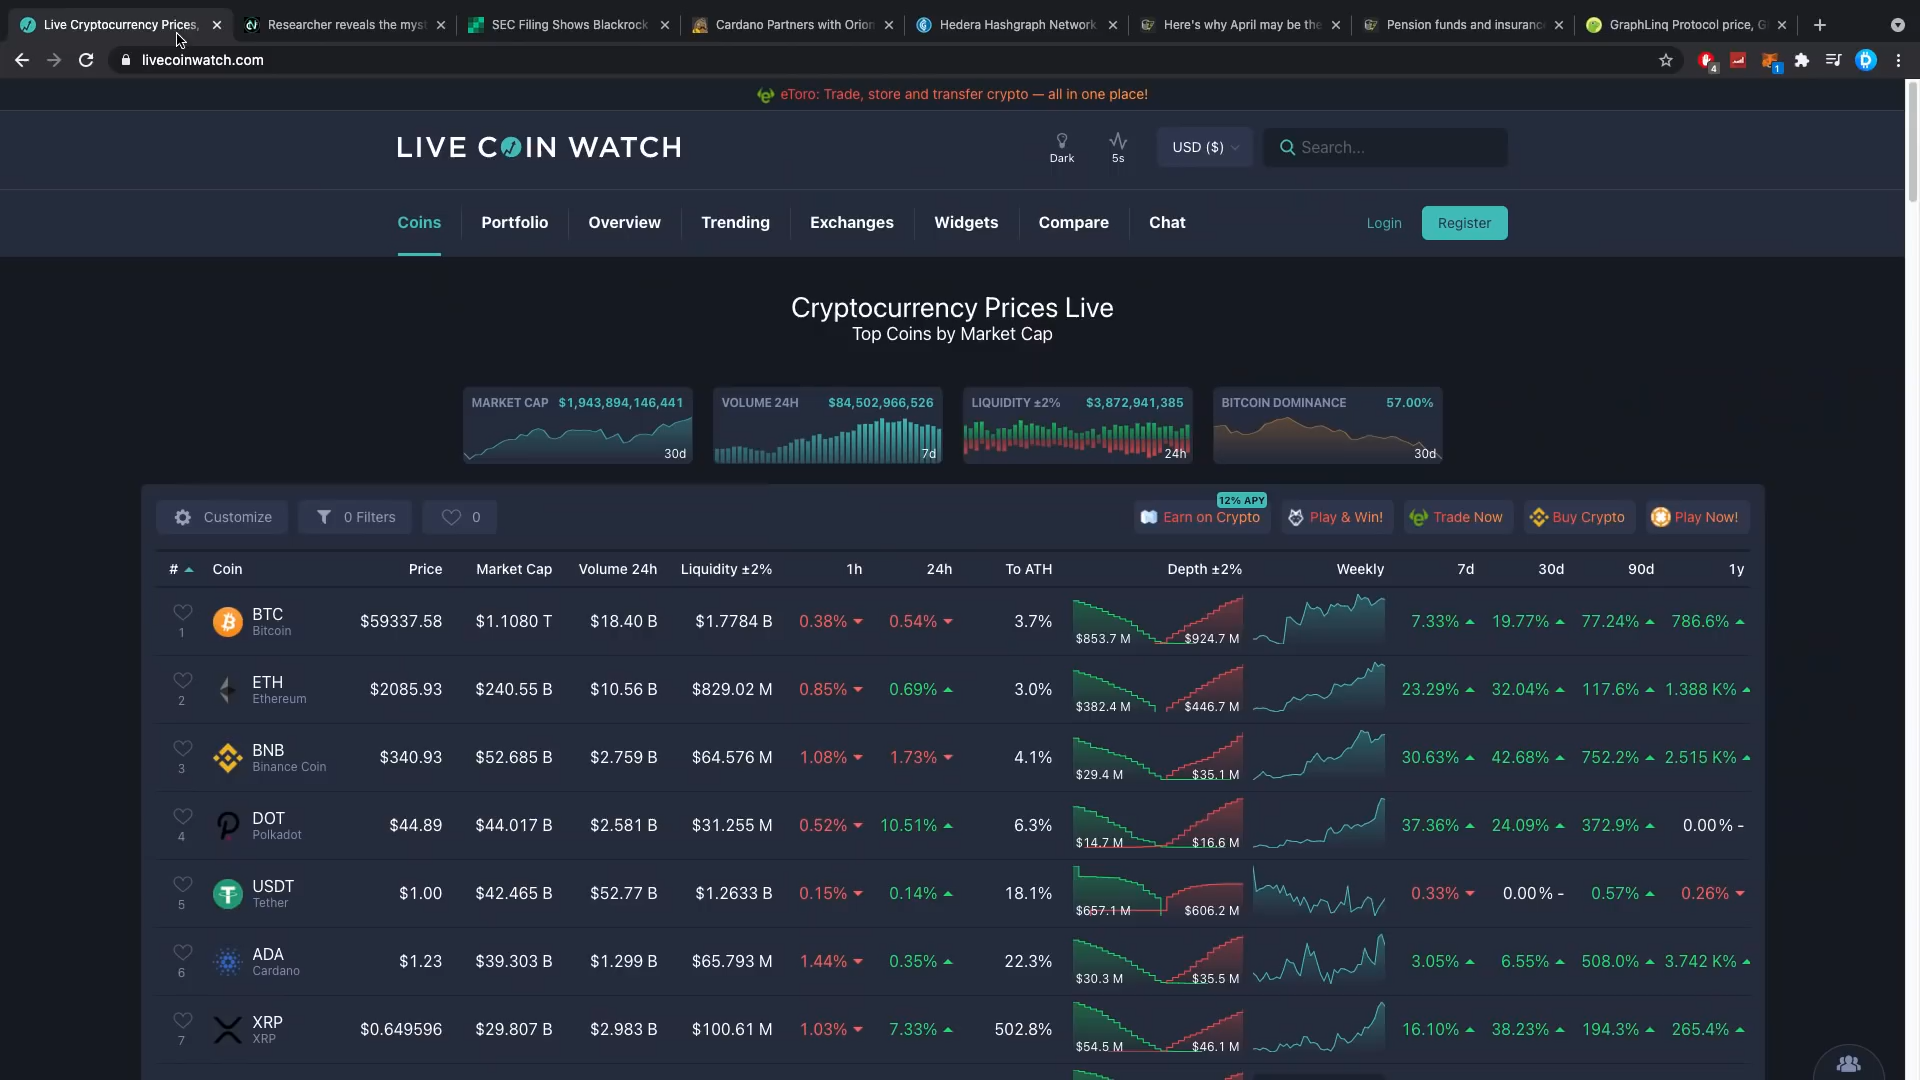 Live Cryptocurrency Prices,
Researcher reveals the myst
SEC Filing Shows Blackrock
Cardano Partners with Orion
Hedera Hashgraph Network
Here's why April may be the
Pension funds and insuranc
GraphLinq Protocol price, G
livecoinwatch.com
4
1
eToro: Trade, store and transfer crypto — all in one place!
LIVE COIN WATCH
Dark
5s
USD ($)
Search...
Coins
Portfolio
Overview
Trending
Exchanges
Widgets
Compare
Chat
Login
Register
Cryptocurrency Prices Live
Top Coins by Market Cap
MARKET CAP $1,943,894,146,441
30d
VOLUME 24H $84,502,966,526
7d
LIQUIDITY ±2% $3,872,941,385
24h
BITCOIN DOMINANCE 57.00%
30d
Customize
0 Filters
0
12% APY
Earn on Crypto
Play & Win!
Trade Now
Buy Crypto
Play Now!
# Coin Price Market Cap Volume 24h Liquidity ±2% 1h 24h To ATH Depth ±2% Weekly 7d 30d 90d 1y
1 BTC Bitcoin $59337.58 $1.1080 T $18.40 B $1.7784 B 0.38% 0.54% 3.7% $853.7 M $924.7 M 7.33% 19.77% 77.24% 786.6%
2 ETH Ethereum $2085.93 $240.55 B $10.56 B $829.02 M 0.85% 0.69% 3.0% $382.4 M $446.7 M 23.29% 32.04% 117.6% 1.388 K%
3 BNB Binance Coin $340.93 $52.685 B $2.759 B $64.576 M 1.08% 1.73% 4.1% $29.4 M $35.1 M 30.63% 42.68% 752.2% 2.515 K%
4 DOT Polkadot $44.89 $44.017 B $2.581 B $31.255 M 0.52% 10.51% 6.3% $14.7 M $16.6 M 37.36% 24.09% 372.9% 0.00% -
5 USDT Tether $1.00 $42.465 B $52.77 B $1.2633 B 0.15% 0.14% 18.1% $657.1 M $606.2 M 0.33% 0.00% - 0.57% 0.26%
6 ADA Cardano $1.23 $39.303 B $1.299 B $65.793 M 1.44% 0.35% 22.3% $30.3 M $35.5 M 3.05% 6.55% 508.0% 3.742 K%
7 XRP XRP $0.649596 $29.807 B $2.983 B $100.61 M 1.03% 7.33% 502.8% $54.5 M $46.1 M 16.10% 38.23% 194.3% 265.4%